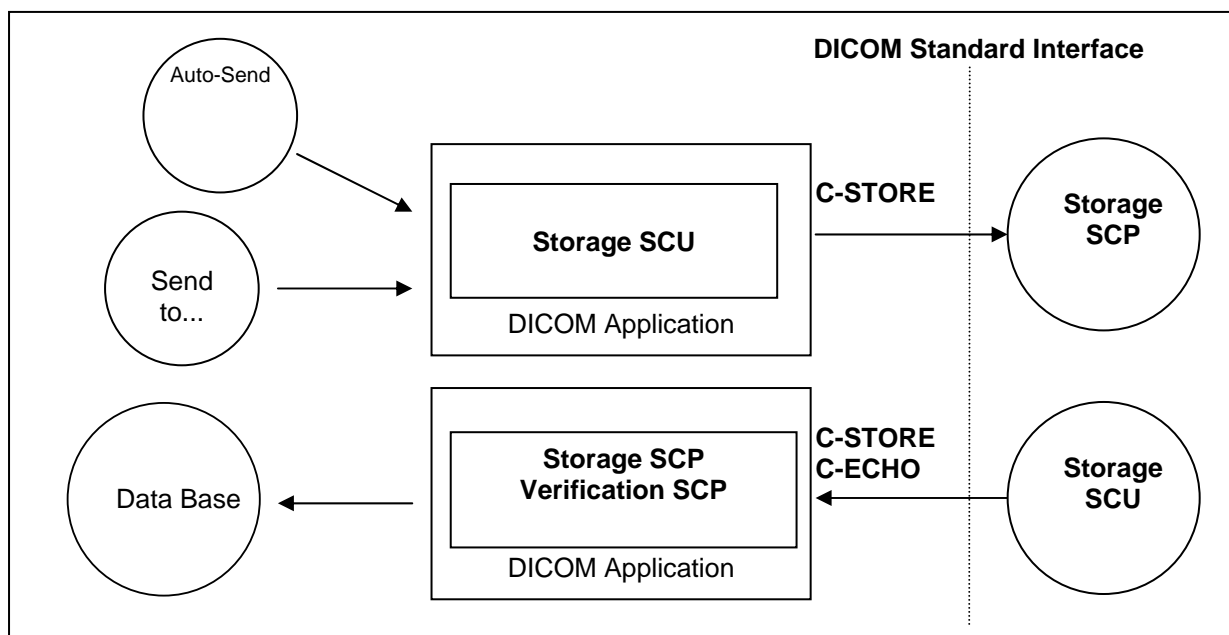 DICOM Standard Interface
Auto-Send
Send
to...
Storage SCU
DICOM Application
C-STORE
Storage
SCP
Data Base
Storage SCP
Verification SCP
DICOM Application
C-STORE
C-ECHO
Storage
SCU